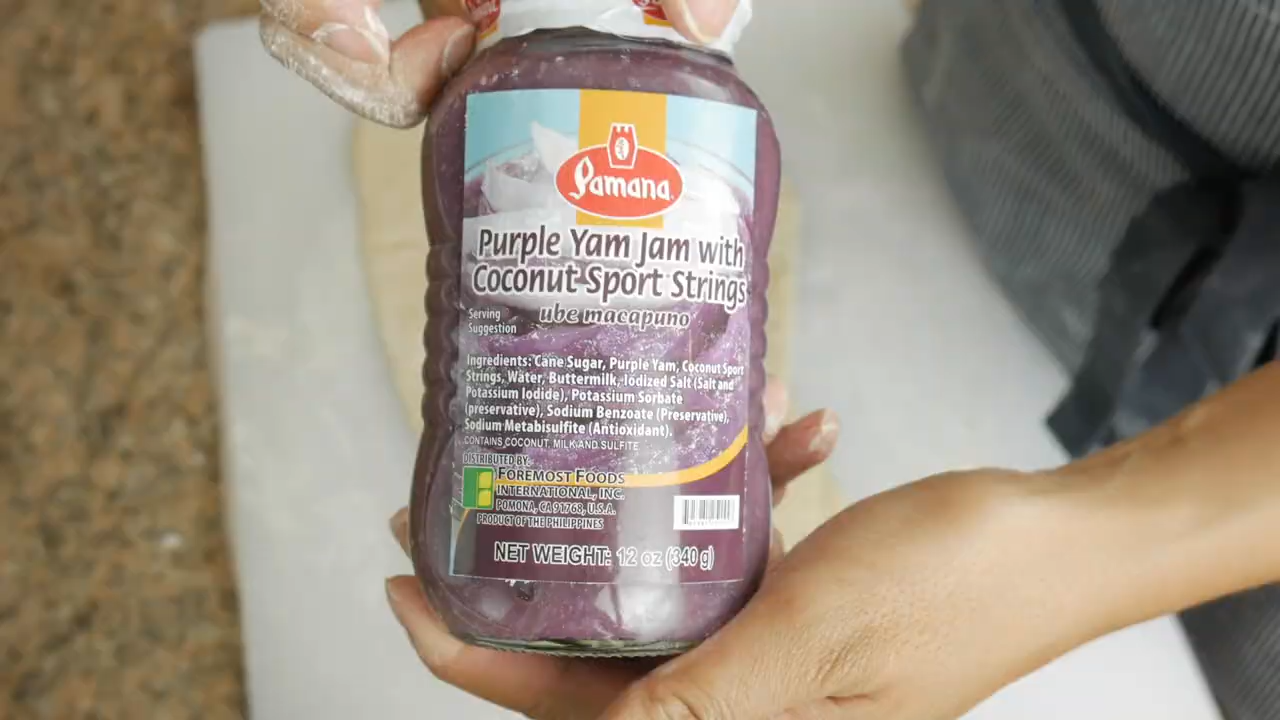 Pamana
Purple Yam Jam with
Coconut Sport Strings
ube macapuno
Serving
Suggestion
Ingredients: Cane Sugar, Purple Yam, Coconut Sport
Strings, Water, Buttermilk, Iodized Salt (Salt and
Potassium Iodide), Potassium Sorbate
(preservative), Sodium Benzoate (Preservative),
Sodium Metabisulfite (Antioxidant).
CONTAINS COCONUT, MILK AND SULFITE
DISTRIBUTED BY:
FOREMOST FOODS
INTERNATIONAL, INC.
POMONA, CA 91768, U.S.A.
PRODUCT OF THE PHILIPPINES
NET WEIGHT: 12 oz (340 g)